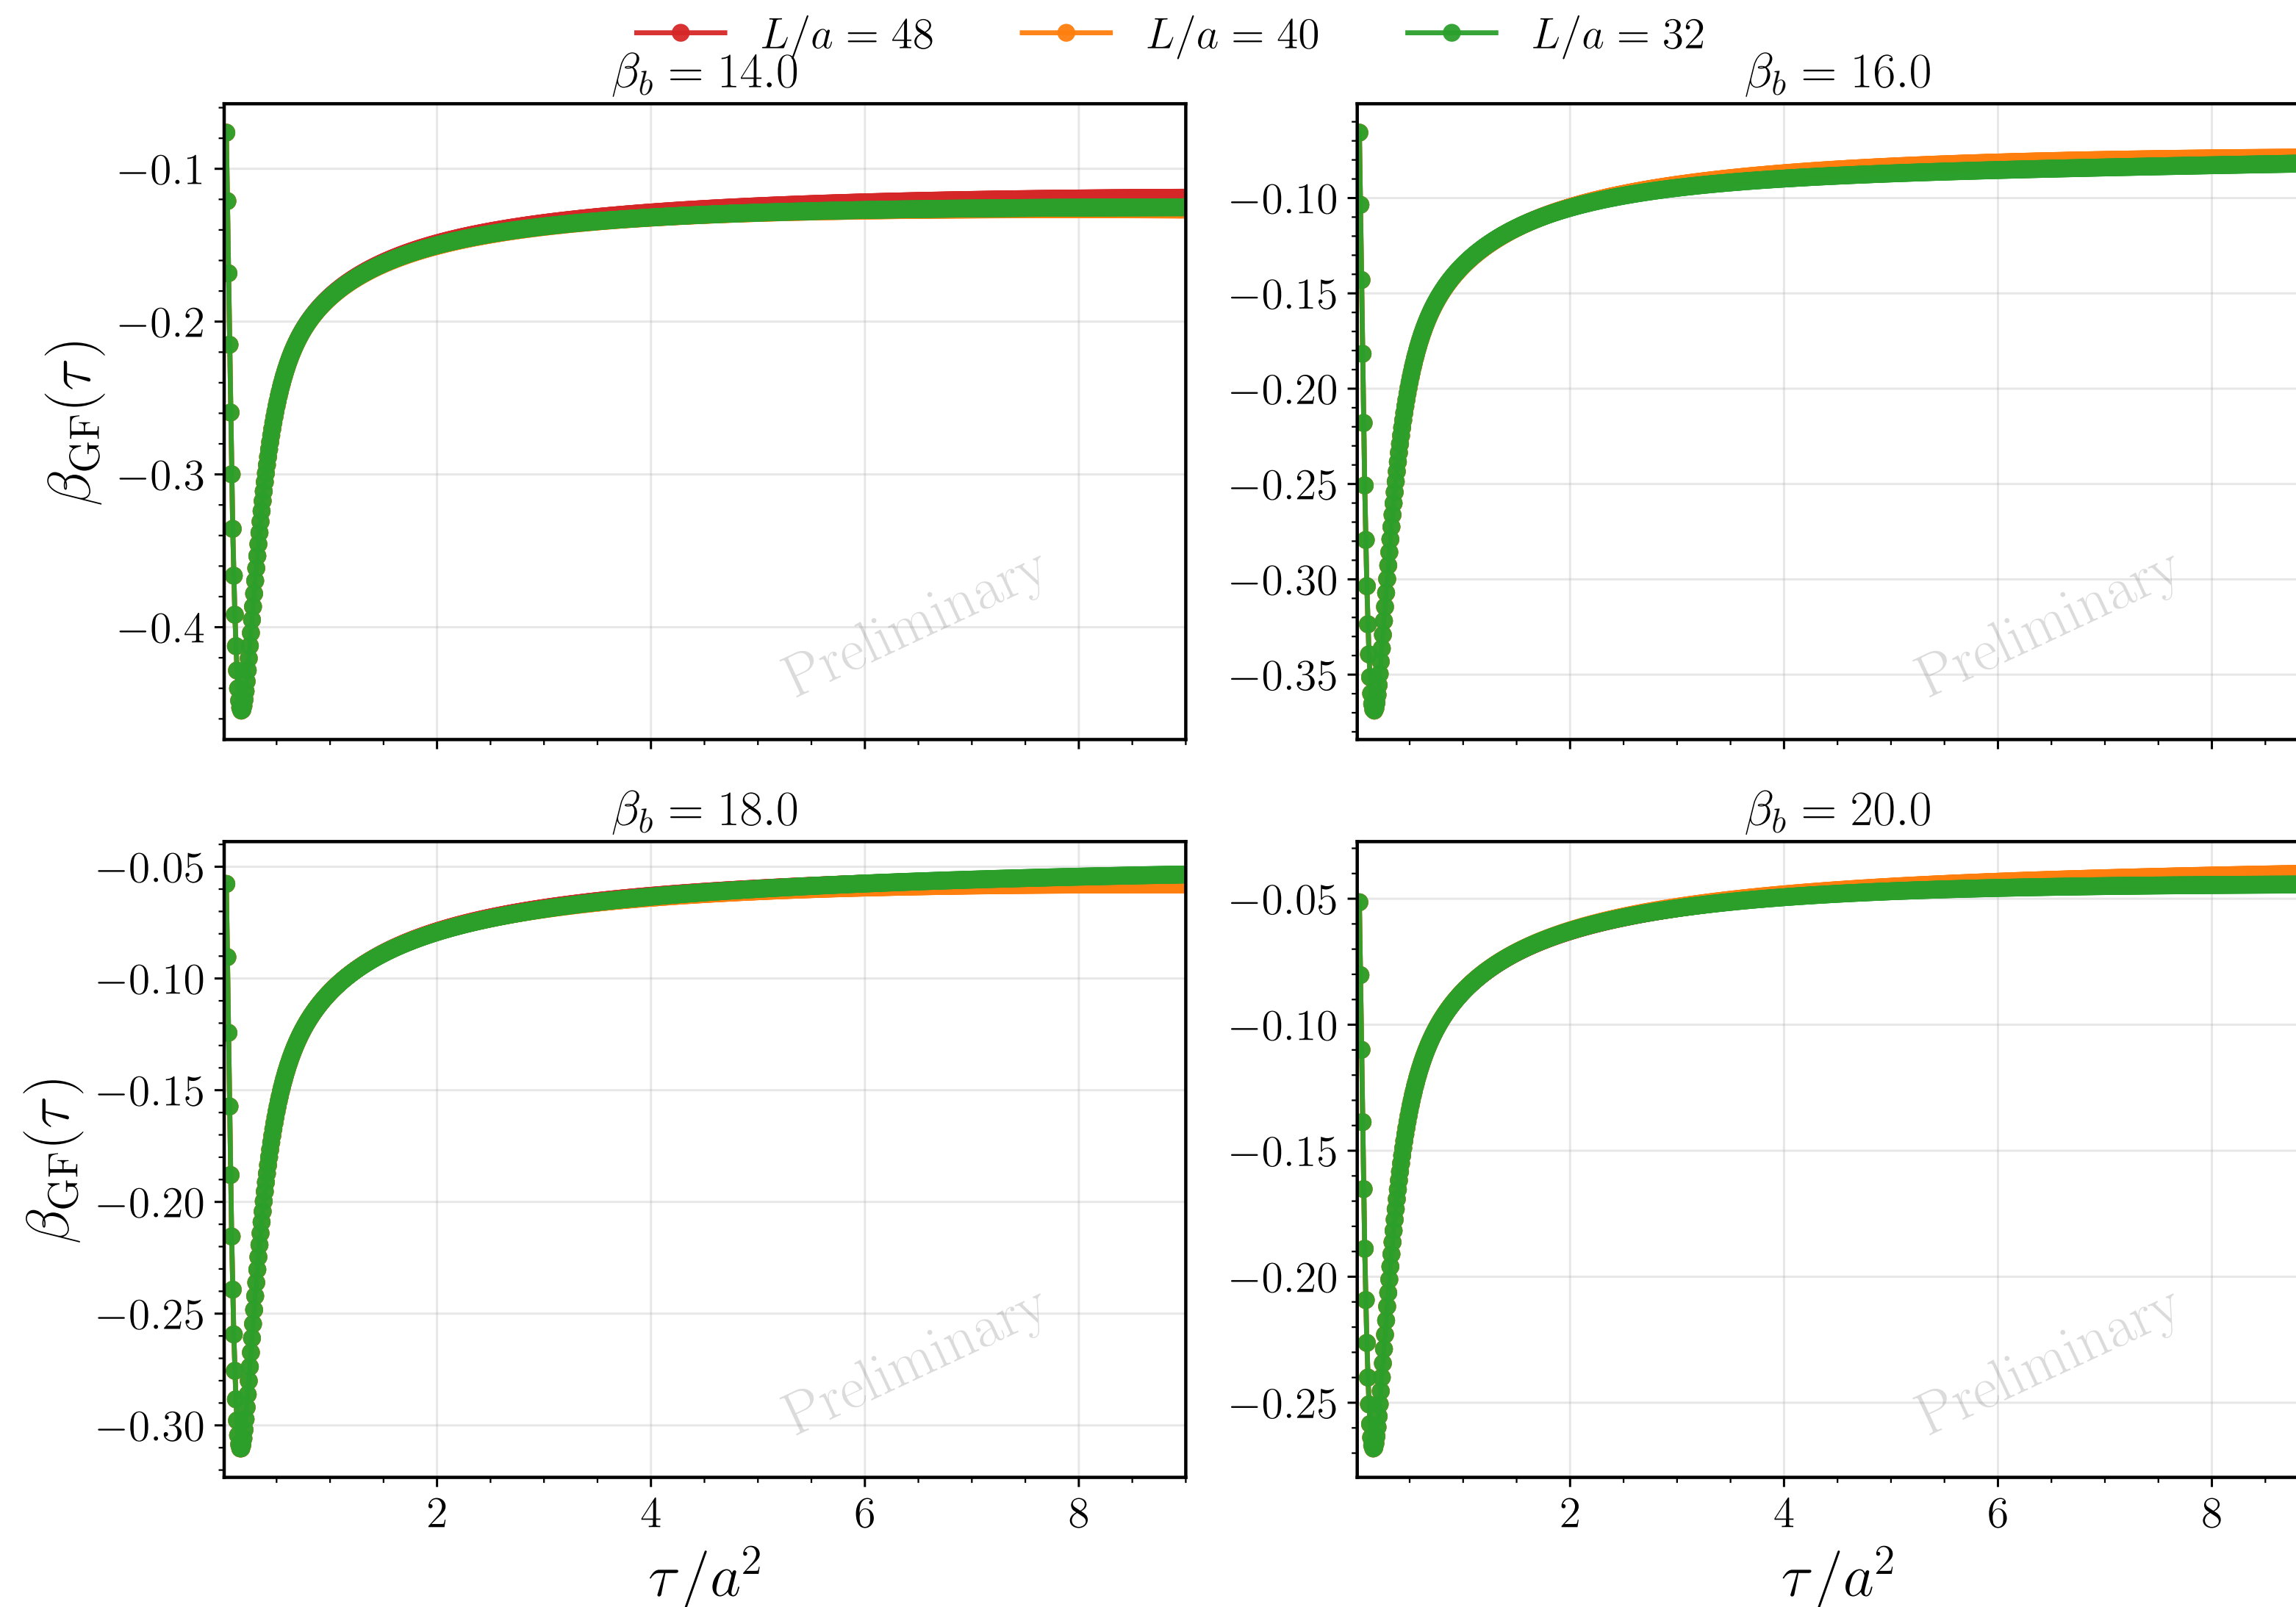 L/a = 48 L/a = 40 L/a = 32
β_b = 14.0 β_b = 16.0
−0.1
−0.2
−0.3
−0.4
β_GF(τ)
Preliminary
−0.10
−0.15
−0.20
−0.25
−0.30
−0.35
Preliminary
β_b = 18.0 β_b = 20.0
−0.05
−0.10
−0.15
−0.20
−0.25
−0.30
β_GF(τ)
Preliminary
2 4 6 8
τ/a²
−0.05
−0.10
−0.15
−0.20
−0.25
Preliminary
2 4 6 8
τ/a²